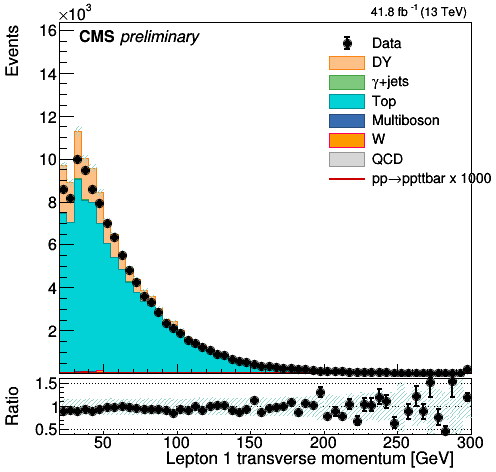 ×10³
41.8 fb⁻¹ (13 TeV)
CMS preliminary
Events
16
14
12
10
8
6
4
2
Data
DY
γ+jets
Top
Multiboson
W
QCD
pp→ppttbar x 1000
Ratio
1.5
1
0.5
50 100 150 200 250 300
Lepton 1 transverse momentum [GeV]